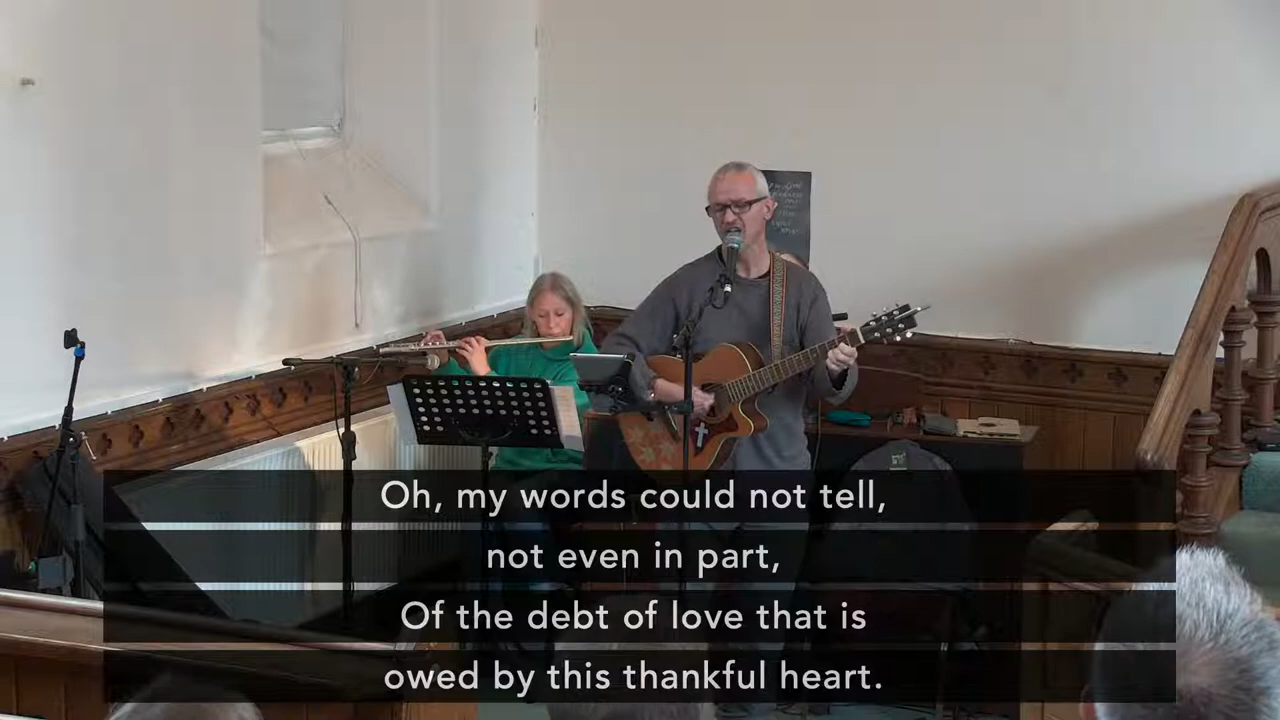 Oh, my words could not tell,
not even in part,
Of the debt of love that is
owed by this thankful heart.